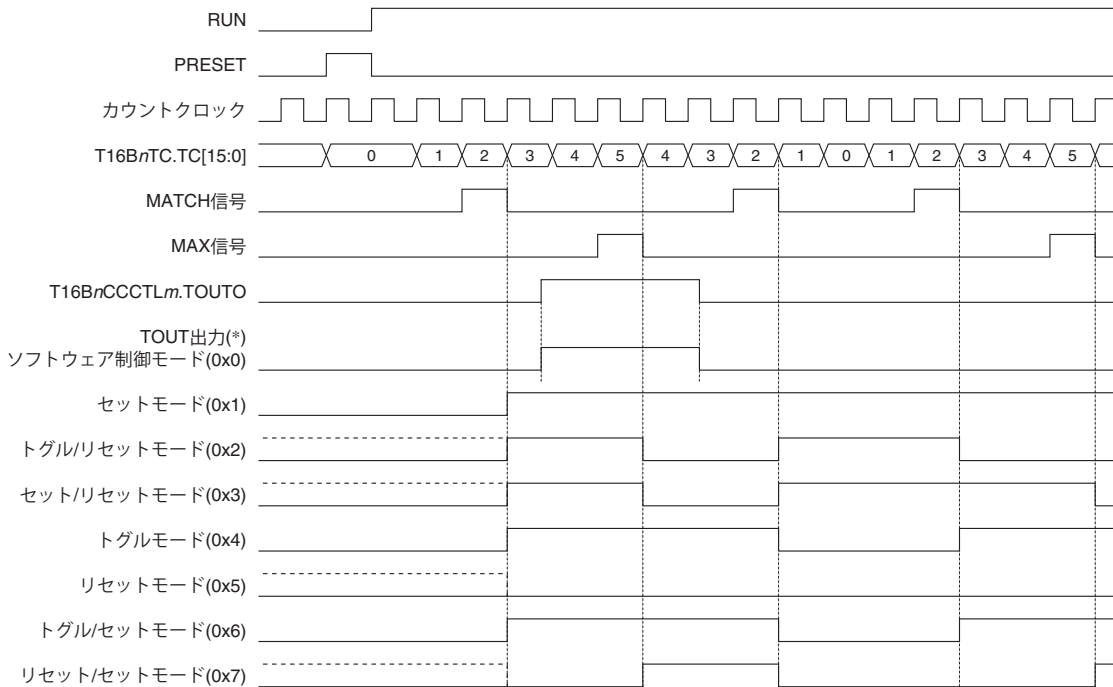 RUN
PRESET
カウントクロック
T16BnTC.TC[15:0] 0 1 2 3 4 5 4 3 2 1 0 1 2 3 4 5
MATCH信号
MAX信号
T16BnCCCTLm.TOUTO
TOUT出力(*)
ソフトウェア制御モード(0x0)
セットモード(0x1)
トグル/リセットモード(0x2)
セット/リセットモード(0x3)
トグルモード(0x4)
リセットモード(0x5)
トグル/セットモード(0x6)
リセット/セットモード(0x7)